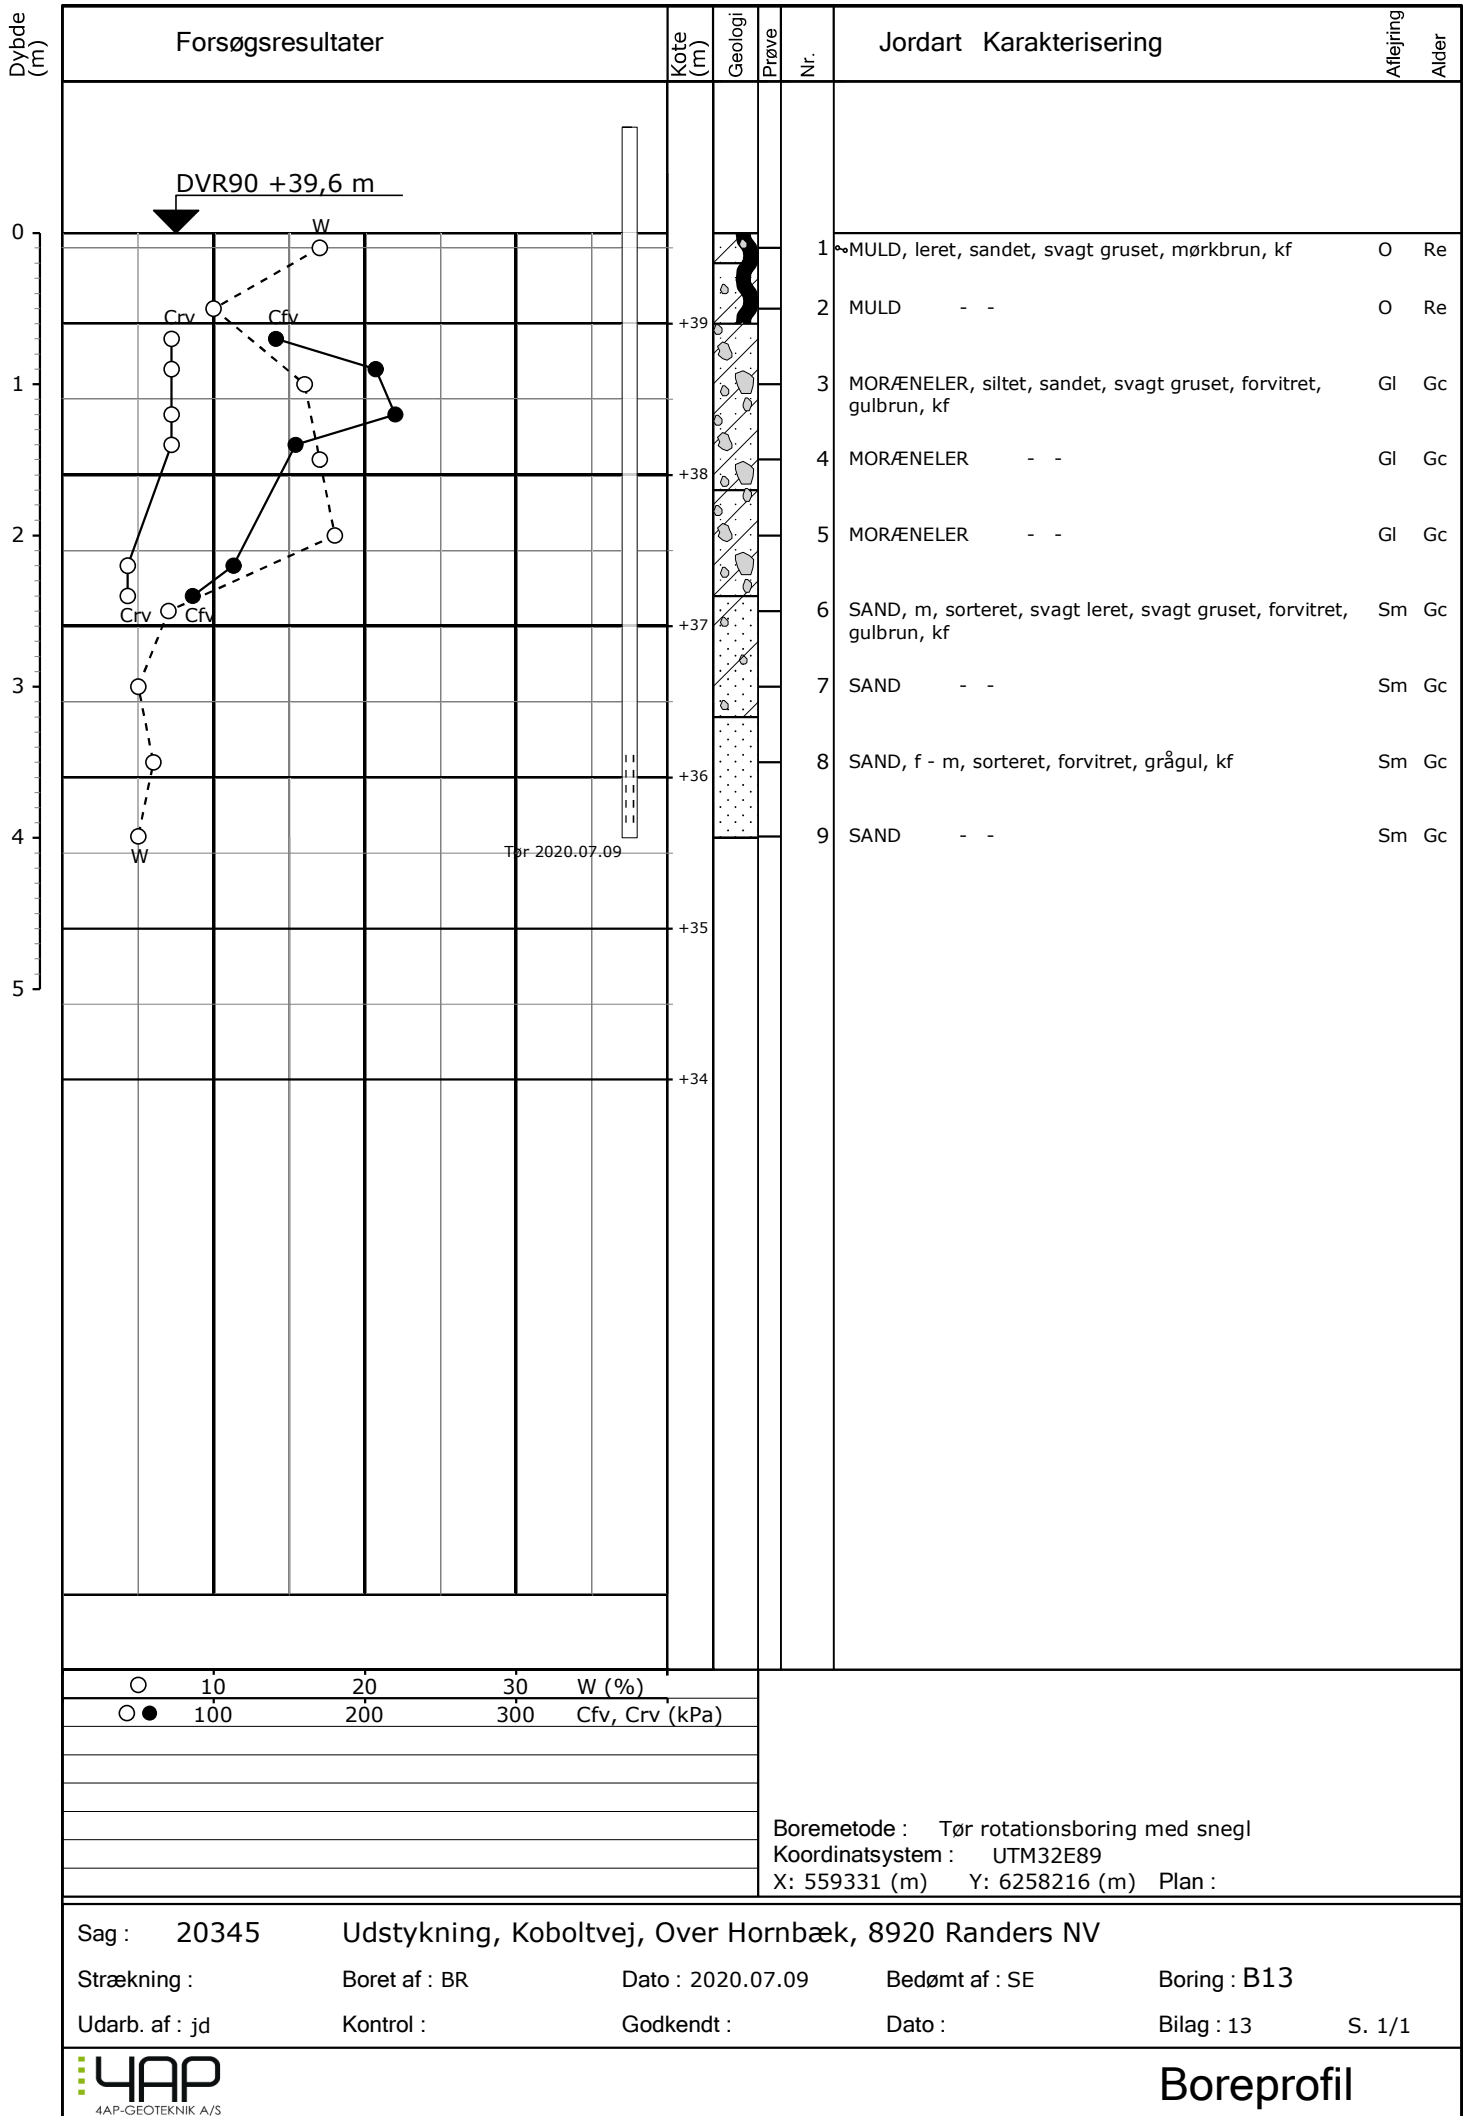 Dybde (m)
Forsøgsresultater
Kote (m)
Geologi
Prøve
Nr.
Jordart Karakterisering
Aflejring
Alder
DVR90 +39,6 m
W
0
1 MULD, leret, sandet, svagt gruset, mørkbrun, kf O Re
2 MULD - - O Re
Crv Cfv
+39
1
3 MORÆNELER, siltet, sandet, svagt gruset, forvitret, Gl Gc
gulbrun, kf
4 MORÆNELER - - Gl Gc
+38
2
5 MORÆNELER - - Gl Gc
6 SAND, m, sorteret, svagt leret, svagt gruset, forvitret, Sm Gc
gulbrun, kf
Crv Cfv
+37
3
7 SAND - - Sm Gc
8 SAND, f - m, sorteret, forvitret, grågul, kf Sm Gc
+36
4
9 SAND - - Sm Gc
W
Tør 2020.07.09
+35
5
+34
10 20 30 W (%)
100 200 300 Cfv, Crv (kPa)
Boremetode : Tør rotationsboring med snegl
Koordinatsystem : UTM32E89
X: 559331 (m) Y: 6258216 (m) Plan :
Sag : 20345 Udstykning, Koboltvej, Over Hornbæk, 8920 Randers NV
Strækning : Boret af : BR Dato : 2020.07.09 Bedømt af : SE Boring : B13
Udarb. af : jd Kontrol : Godkendt : Dato : Bilag : 13 S. 1/1
4AP
4AP-GEOTEKNIK A/S
Boreprofil